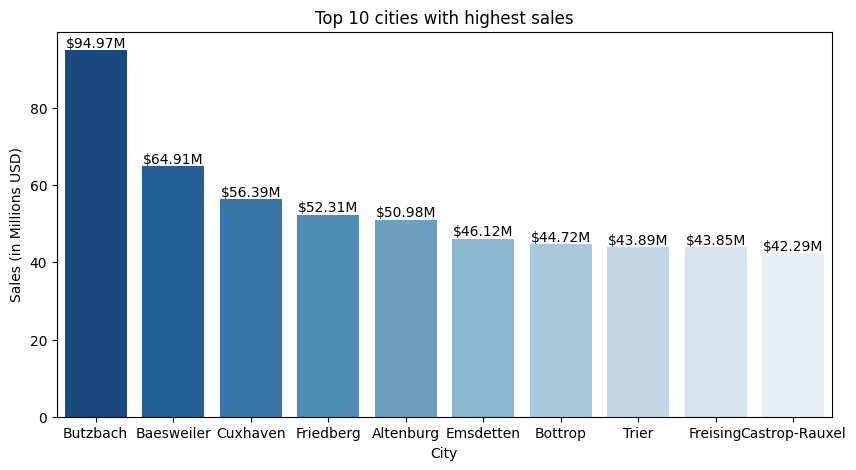 Top 10 cities with highest sales
$94.97M
$64.91M
$56.39M
$52.31M
$50.98M
$46.12M
$44.72M
$43.89M
$43.85M
$42.29M
Sales (in Millions USD)
80
60
40
20
0
Butzbach Baesweiler Cuxhaven Friedberg Altenburg Emsdetten Bottrop Trier Freising Castrop-Rauxel
City